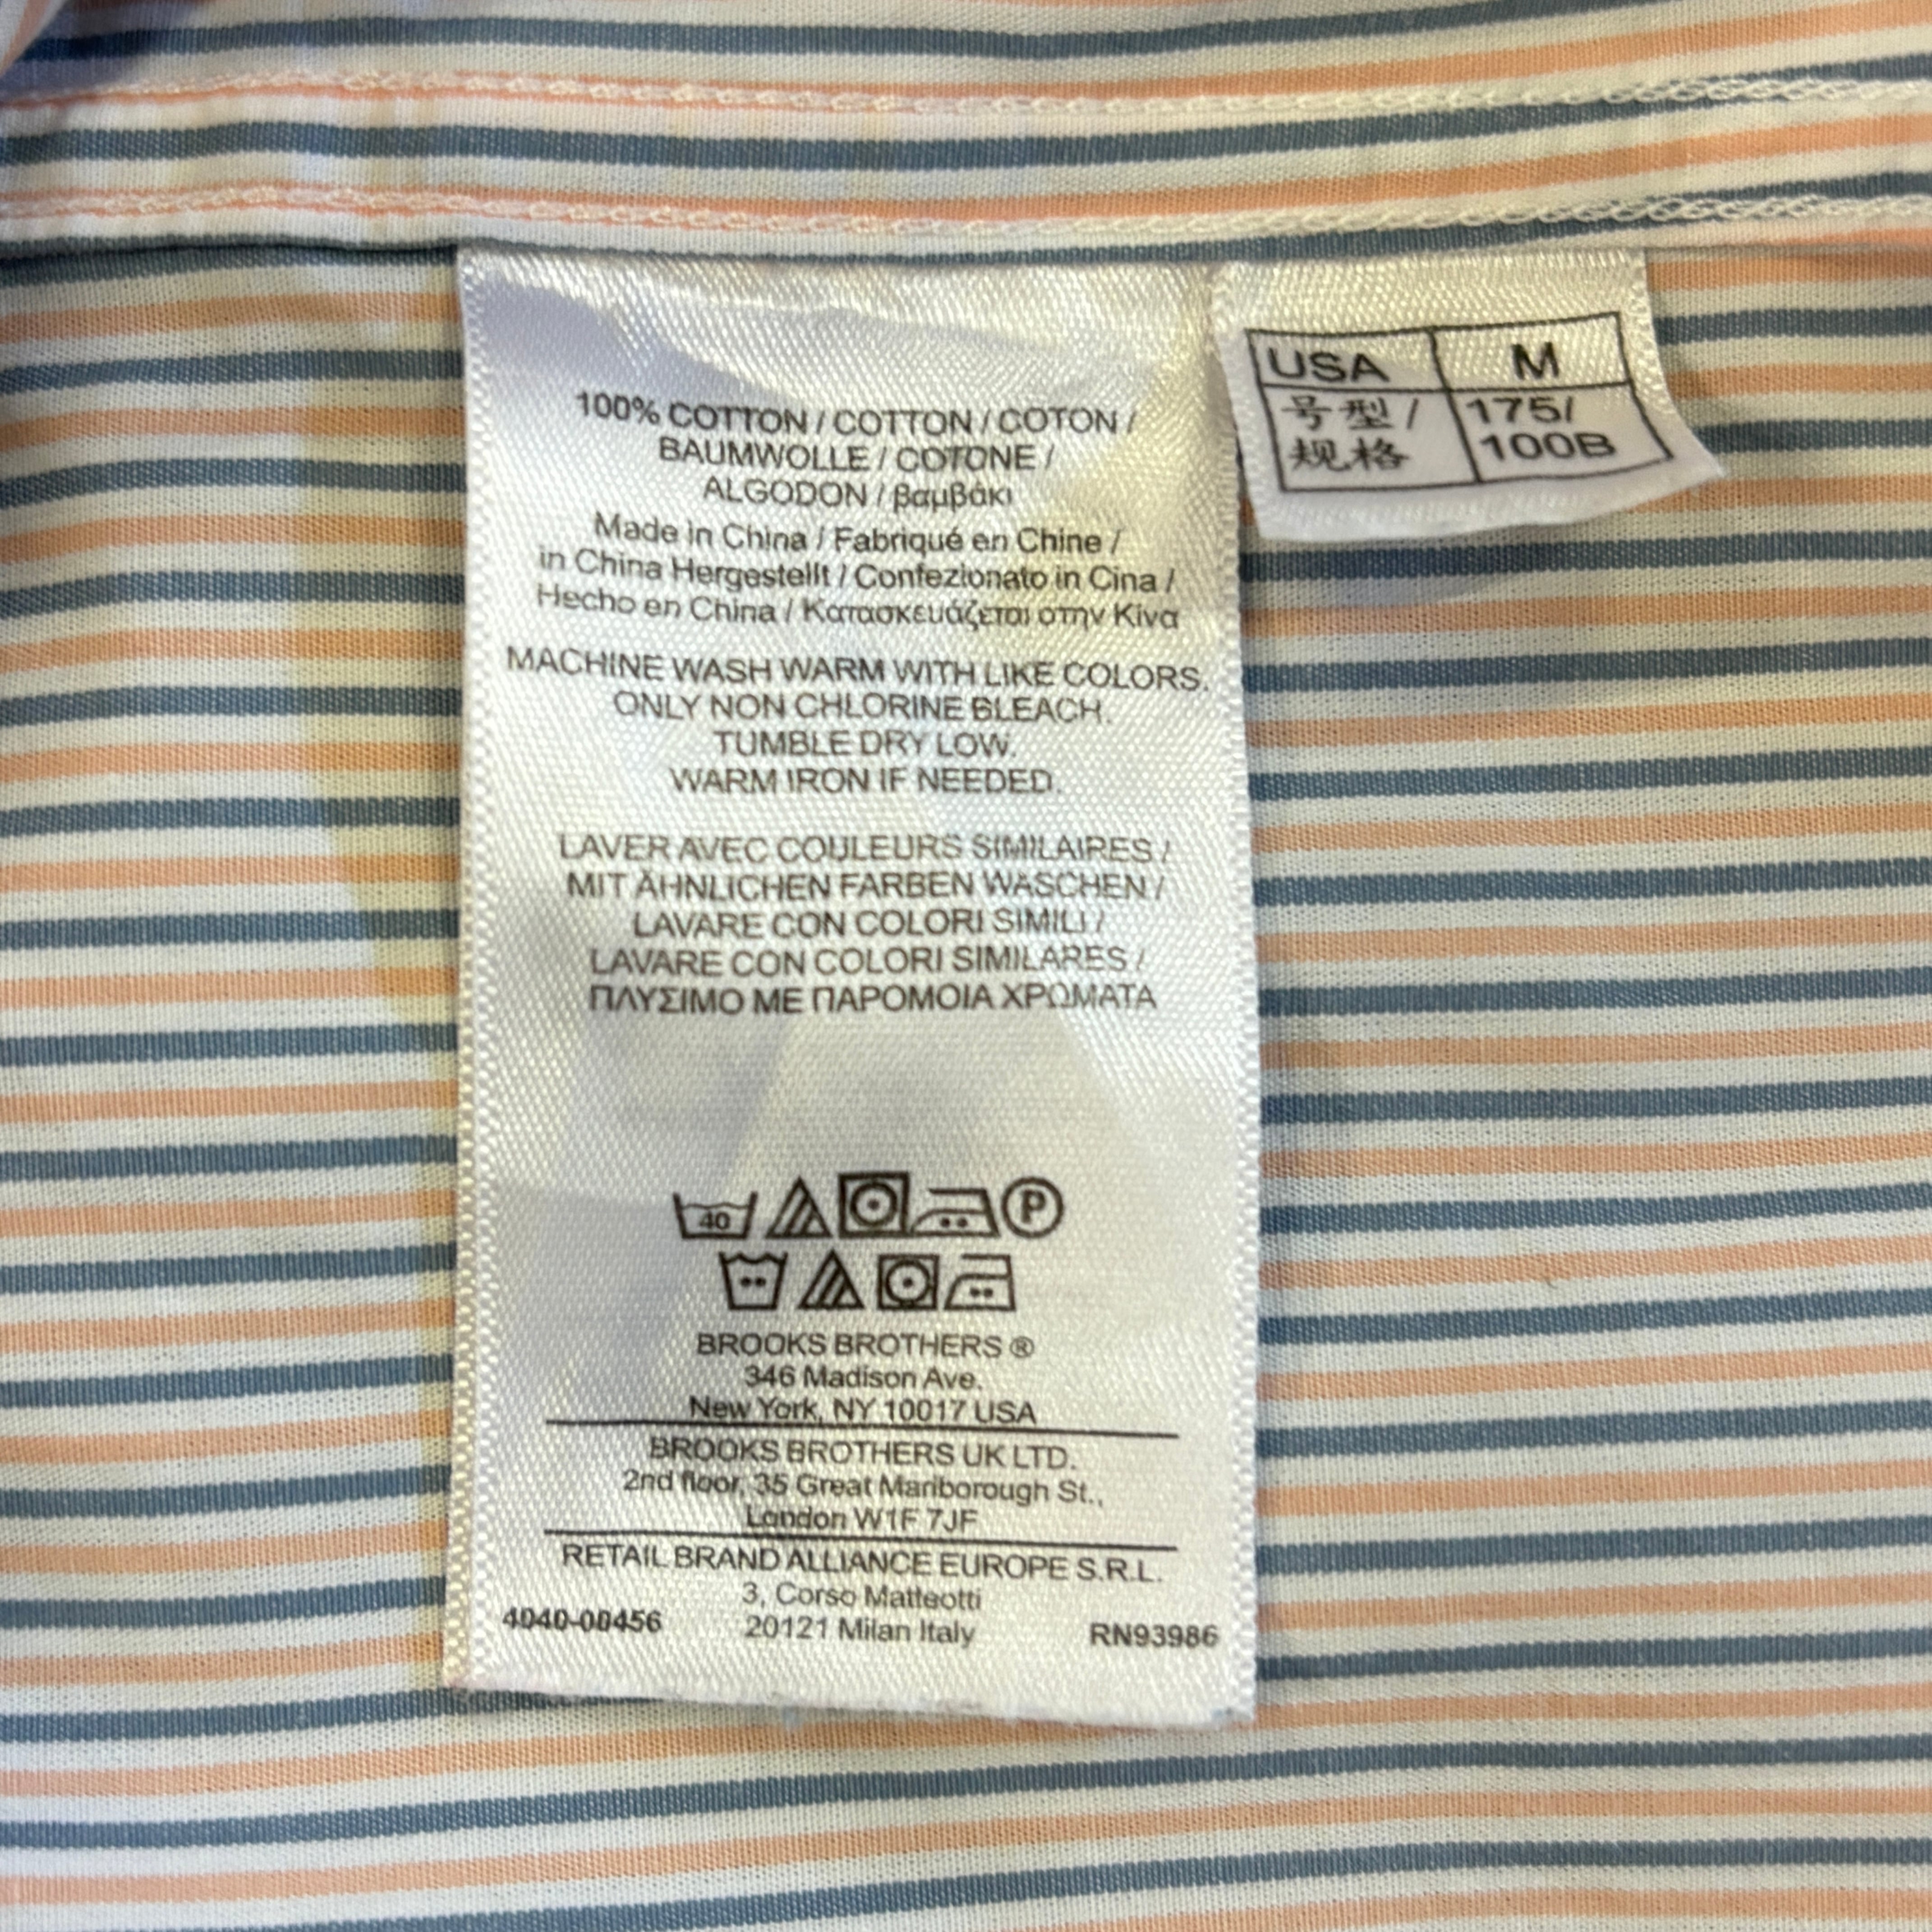 100% COTTON / COTTON / COTON /
BAUMWOLLE / COTONE /
ALGODON / βαμβάκι
Made in China / Fabriqué en Chine /
in China Hergestellt / Confezionato in Cina /
Hecho en China / Κατασκευάζεται στην Κίνα
MACHINE WASH WARM WITH LIKE COLORS.
ONLY NON CHLORINE BLEACH.
TUMBLE DRY LOW.
WARM IRON IF NEEDED.
LAVER AVEC COULEURS SIMILAIRES /
MIT ÄHNLICHEN FARBEN WASCHEN /
LAVARE CON COLORI SIMILI /
LAVARE CON COLORI SIMILARES /
ΠΛΥΣΙΜΟ ΜΕ ΠΑΡΟΜΟΙΑ ΧΡΩΜΑΤΑ
40 P
BROOKS BROTHERS ®
346 Madison Ave.
New York, NY 10017 USA
BROOKS BROTHERS UK LTD.
2nd floor, 35 Great Marlborough St.,
London W1F 7JF
RETAIL BRAND ALLIANCE EUROPE S.R.L.
3, Corso Matteotti
4040-00456 20121 Milan Italy RN93986
USA M
号型 / 175/
规格 100B